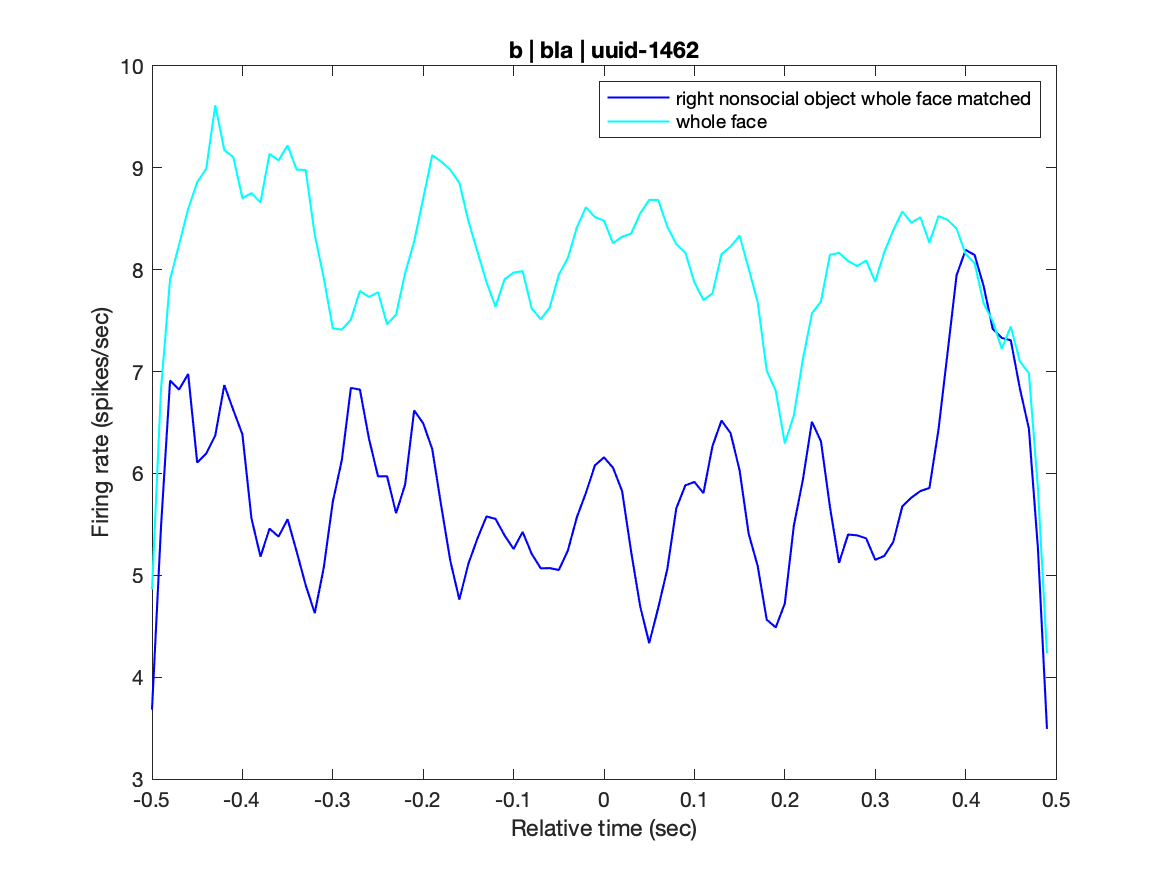 b | bla | uuid-1462
right nonsocial object whole face matched
whole face
Firing rate (spikes/sec)
10
9
8
7
6
5
4
3
-0.5 -0.4 -0.3 -0.2 -0.1 0 0.1 0.2 0.3 0.4 0.5
Relative time (sec)